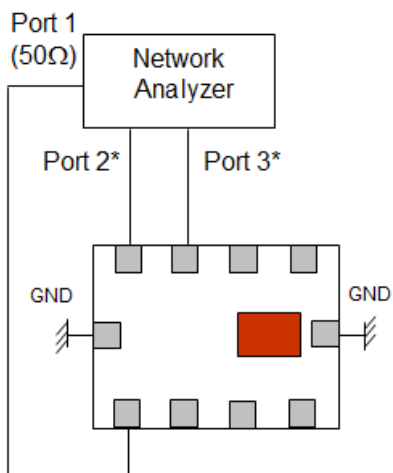 Port 1
(50Ω)
Network
Analyzer
Port 2*
Port 3*
GND
GND